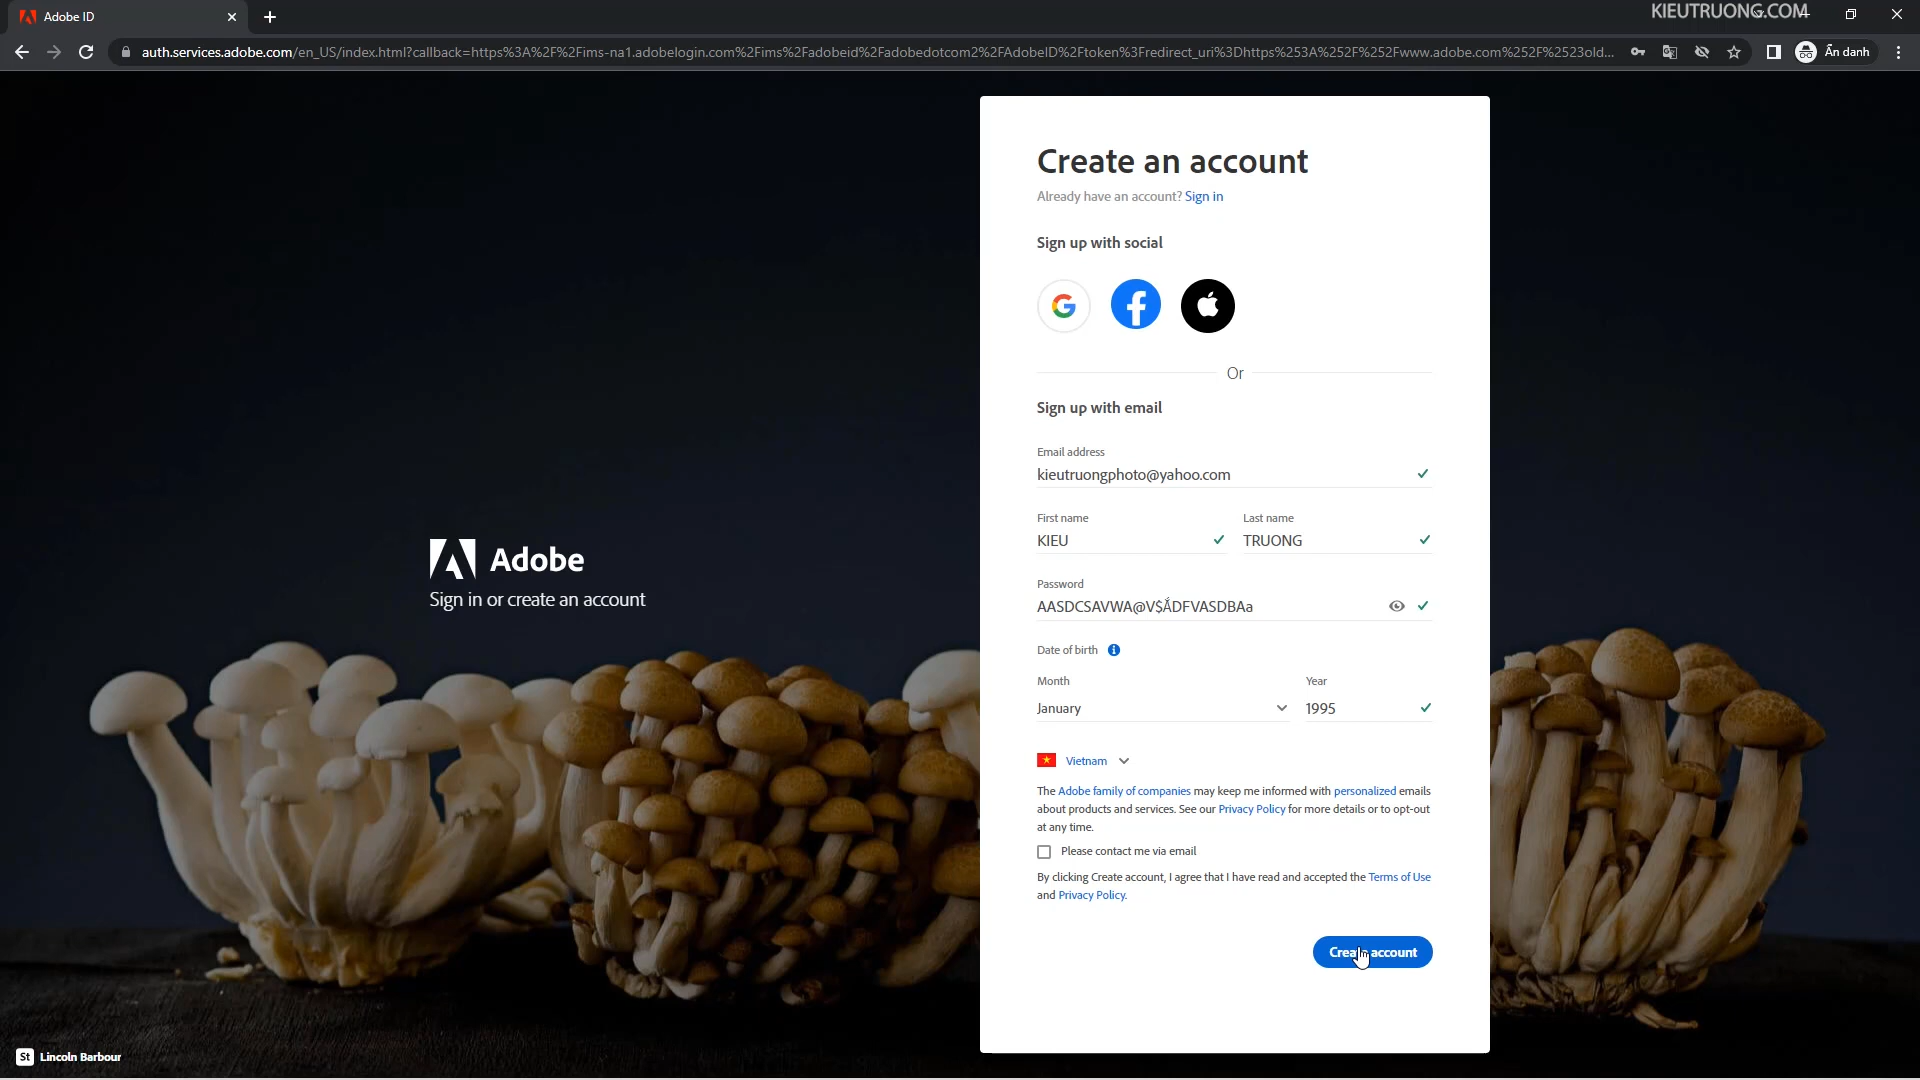 Adobe ID
KIEUTRUONG.COM
auth.services.adobe.com/en_US/index.html?callback=https%3A%2F%2Fims-na1.adobelogin.com%2Fims%2Fadobeid%2Fadobedotcom2%2FAdobeID%2Ftoken%3Fredirect_uri%3Dhttps%253A%252F%252Fwww.adobe.com%252F%2523old...
Ẩn danh
Create an account
Already have an account? Sign in
Sign up with social
Or
Sign up with email
Email address
kieutruongphoto@yahoo.com
First name Last name
KIEU TRUONG
Password
AASDCSAVWA@V$ÃDFVASDBAa
Date of birth
Month Year
January 1995
Vietnam
The Adobe family of companies may keep me informed with personalized emails
about products and services. See our Privacy Policy for more details or to opt-out
at any time.
Please contact me via email
By clicking Create account, I agree that I have read and accepted the Terms of Use
and Privacy Policy.
Create account
Adobe
Sign in or create an account
St Lincoln Barbour